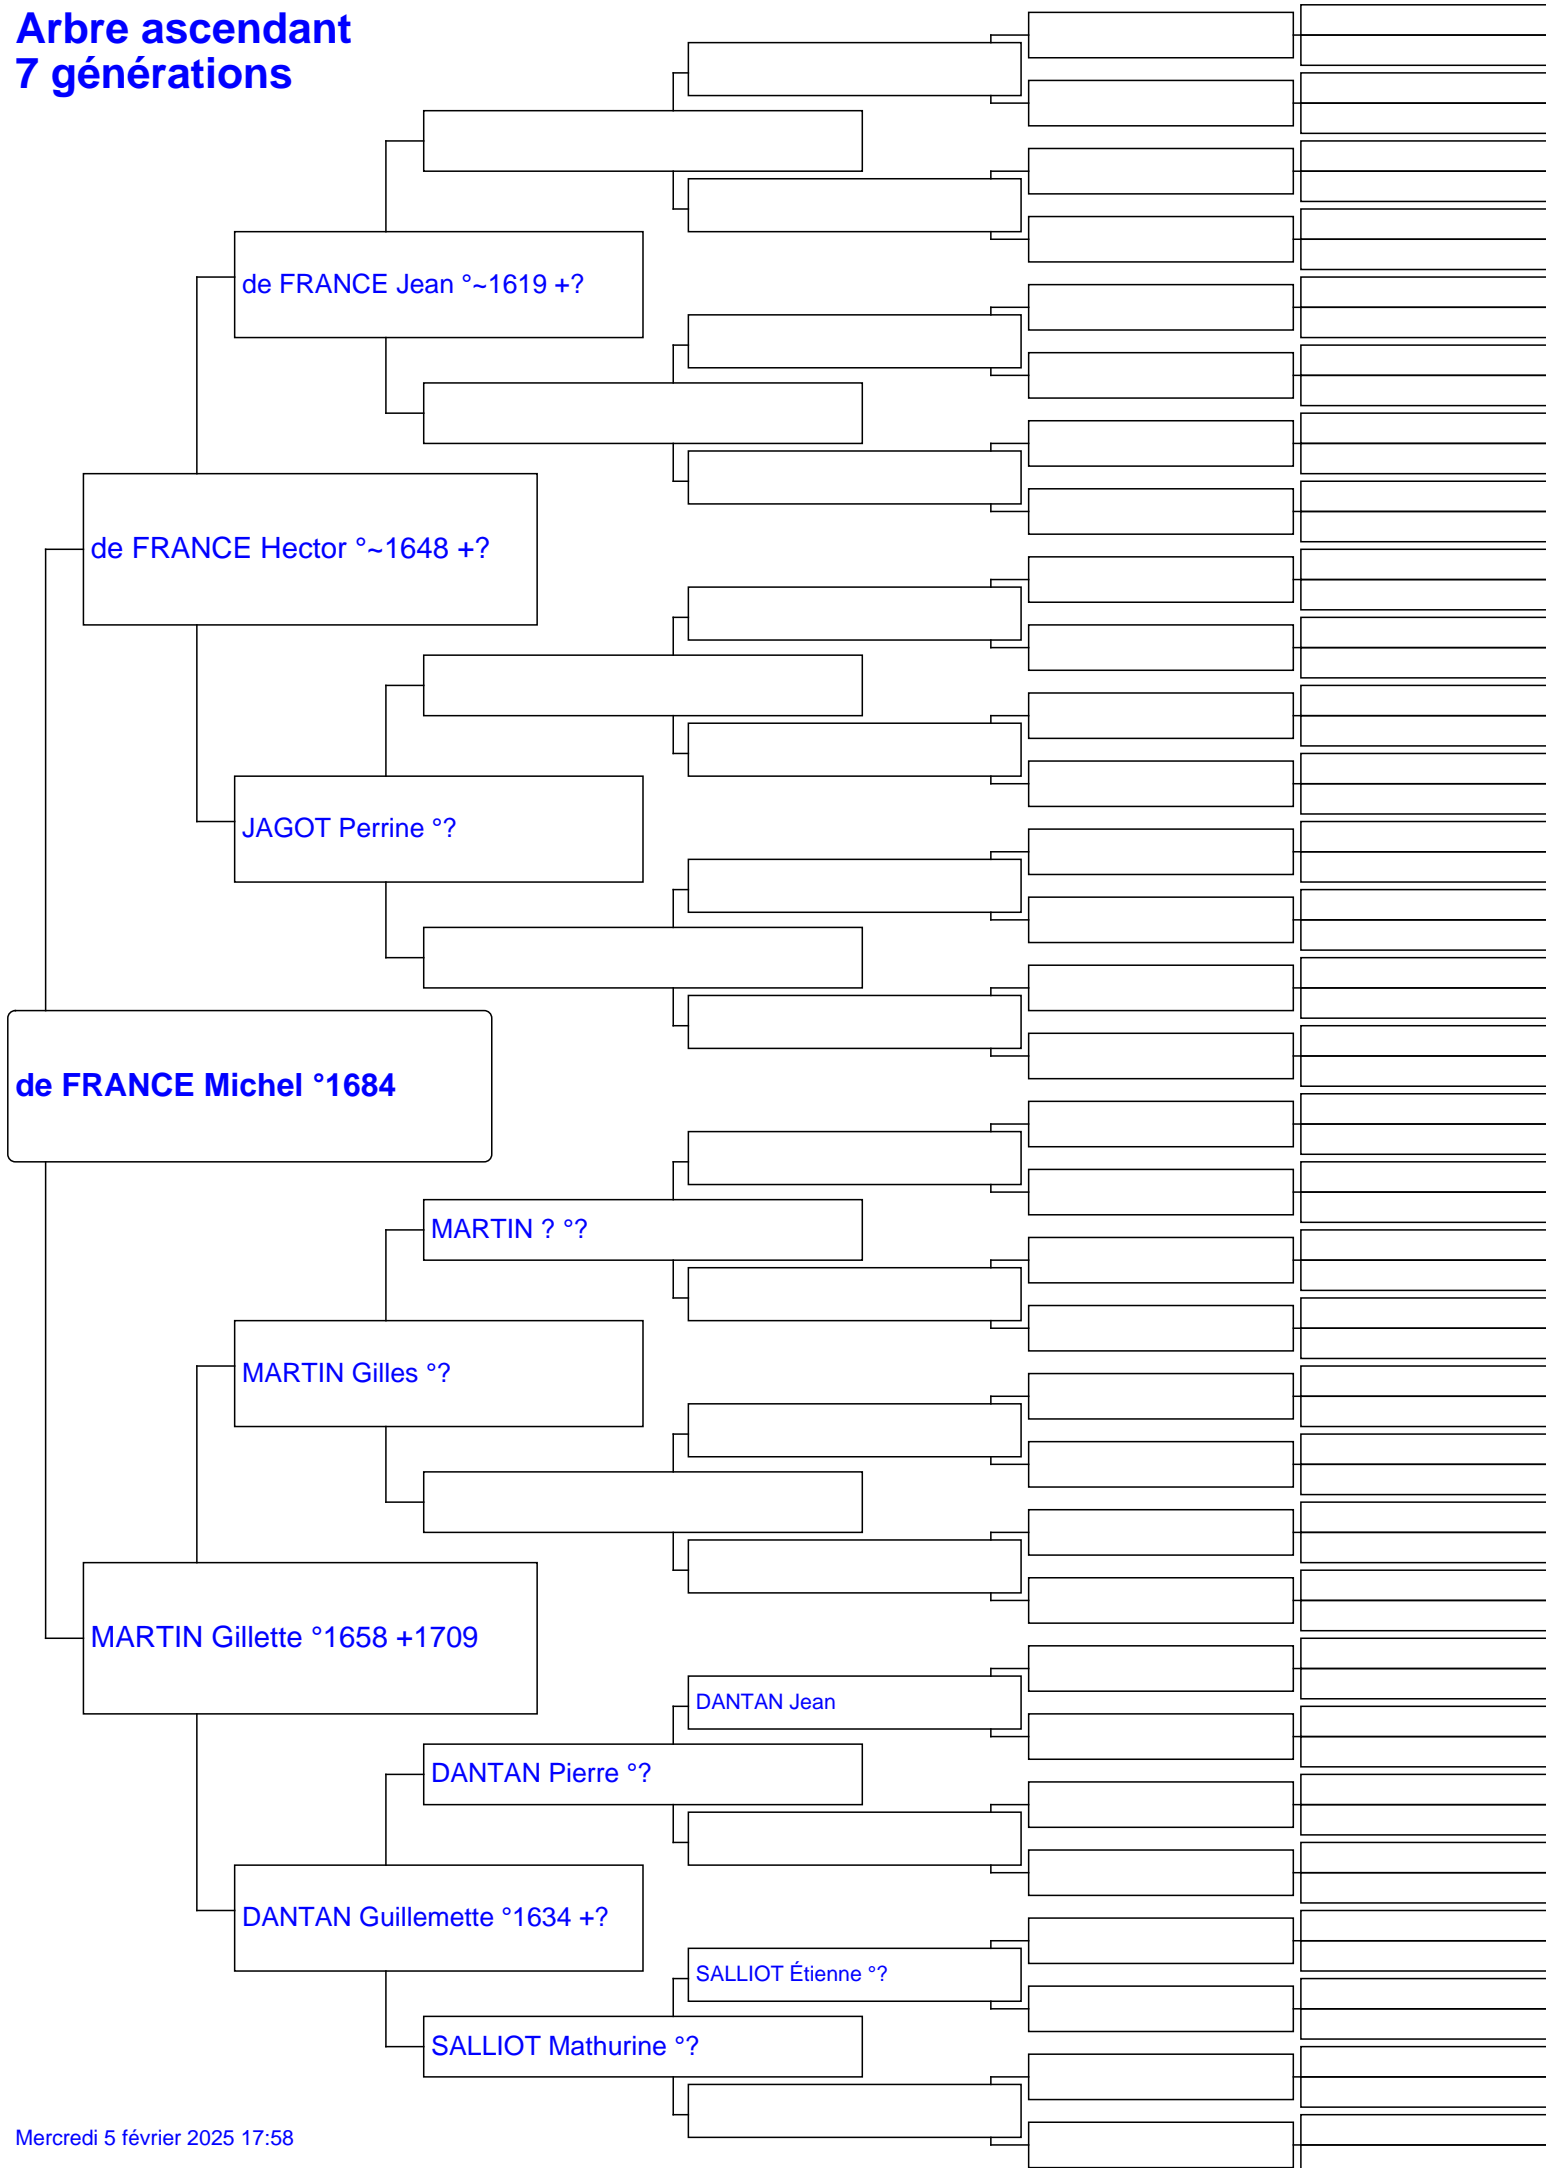 Arbre ascendant
7 générations
de FRANCE Jean °~1619 +?
de FRANCE Hector °~1648 +?
JAGOT Perrine °?
de FRANCE Michel °1684
MARTIN ? °?
MARTIN Gilles °?
MARTIN Gillette °1658 +1709
DANTAN Jean
DANTAN Pierre °?
DANTAN Guillemette °1634 +?
SALLIOT Étienne °?
SALLIOT Mathurine °?
Mercredi 5 février 2025 17:58